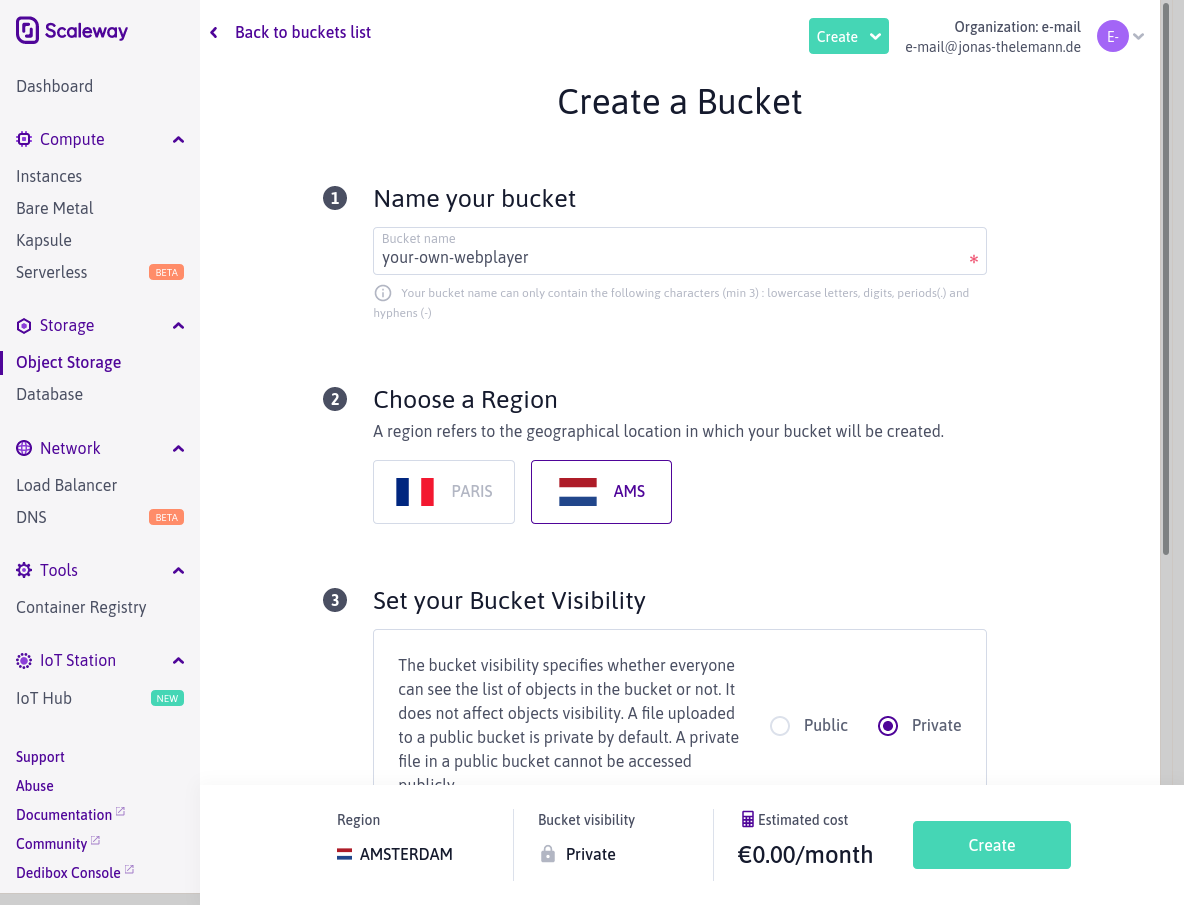 Scaleway
Dashboard
Compute
Instances
Bare Metal
Kapsule
Serverless BETA
Storage
Object Storage
Database
Network
Load Balancer
DNS BETA
Tools
Container Registry
IoT Station
IoT Hub NEW
Support
Abuse
Documentation
Community
Dedibox Console
Back to buckets list
Create
Organization: e-mail
e-mail@jonas-thelemann.de
E-
Create a Bucket
1 Name your bucket
Bucket name
your-own-webplayer *
Your bucket name can only contain the following characters (min 3) : lowercase letters, digits, periods(.) and
hyphens (-)
2 Choose a Region
A region refers to the geographical location in which your bucket will be created.
PARIS AMS
3 Set your Bucket Visibility
The bucket visibility specifies whether everyone
can see the list of objects in the bucket or not. It
does not affect objects visibility. A file uploaded
to a public bucket is private by default. A private
file in a public bucket cannot be accessed
publicly.
Public Private
Region
AMSTERDAM
Bucket visibility
Private
Estimated cost
€0.00/month
Create